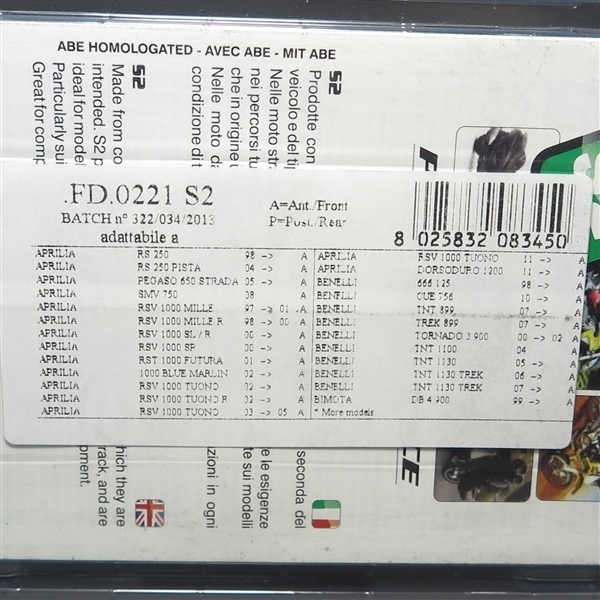 ABE HOMOLOGATED - AVEC ABE - MIT ABE
S2
Made from co
intended. S2 p
ideal for model
Particularly sui
Great for comp
S2
Prodotte con
veicolo e del tip
Nelle moto stra
nei percorsi tu
che in origine u
Nelle moto da
condizione di t
.FD.0221 S2
BATCH n° 322/034/2013
adattabile a
A=Ant./Front
P=Post./Rear
8 025832 083450
APRILIA RS 250 98 -> A
APRILIA RS 250 PISTA 04 -> A
APRILIA PEGASO 650 STRADA 05 -> A
APRILIA SMV 750 08 A
APRILIA RSV 1000 MILLE 97 -> 01 A
APRILIA RSV 1000 MILLE R 98 -> 00 A
APRILIA RSV 1000 SL / R 00 -> A
APRILIA RSV 1000 SP 00 -> A
APRILIA RST 1000 FUTURA 01 -> A
APRILIA 1000 BLUE MARLIN 02 -> A
APRILIA RSV 1000 TUONO 02 -> A
APRILIA RSV 1000 TUONO R 02 -> A
APRILIA RSV 1000 TUONO 03 -> 05 A
APRILIA RSV 1000 TUONO 11 -> A
APRILIA DORSODURO 1200 11 -> A
BENELLI 666 125 98 -> A
BENELLI CUE 756 10 -> A
BENELLI TNT 899 07 -> A
BENELLI TREK 899 07 -> A
BENELLI TORNADO 3 900 00 -> 02 A
BENELLI TNT 1100 04 A
BENELLI TNT 1130 05 -> A
BENELLI TNT 1130 TREK 06 -> A
BENELLI TNT 1130 TREK 07 -> A
BIMOTA DB 4 900 99 -> A
* More models
hich they are
rack, and are
pment.
seconda del
e le esigenze
te sui modelli
zioni in ogni
CE